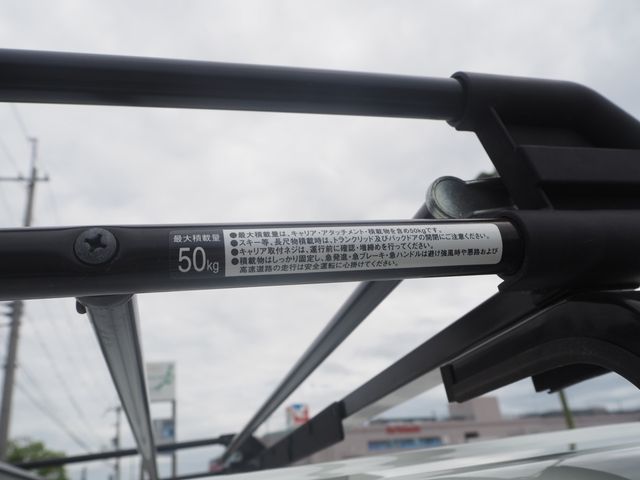 最大積載量
50kg
●最大積載量は、キャリア・アタッチメント・積載物を含め50kgです。
●スキー等、長尺物積載時は、トランクリッド及びバックドアの開閉にご注意ください。
●キャリア取付ネジは、運行前に確認・増締めを行ってください。
●積載物はしっかり固定し、急発進・急ブレーキ・急ハンドルは避け強風時や悪路および
高速道路の走行は安全運転に心掛けてください。